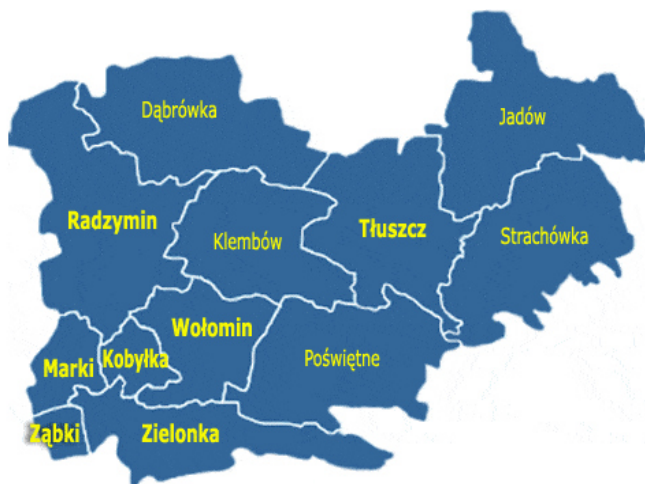 Dąbrówka
Jadów
Radzymin
Klembów
Tłuszcz
Strachówka
Wołomin
Marki
Kobyłka
Poświętne
Ząbki
Zielonka